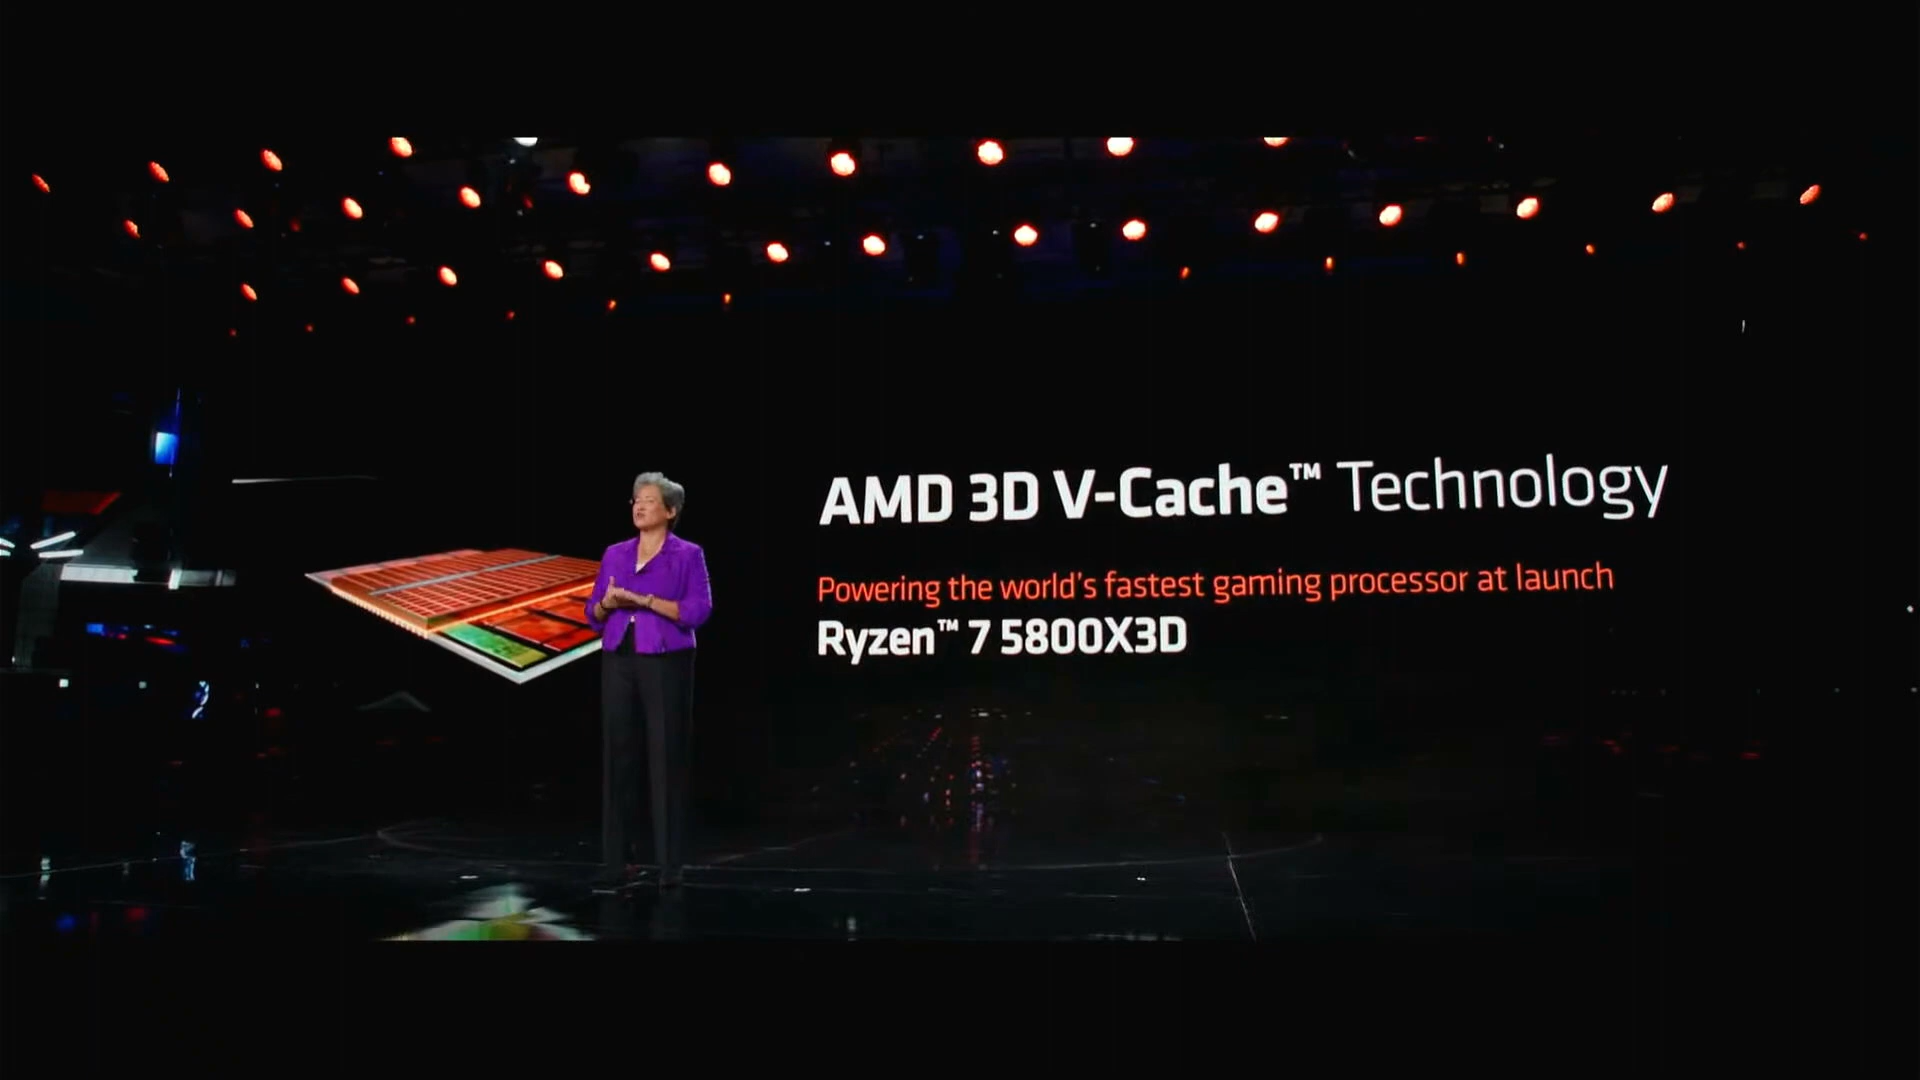 AMD 3D V-Cache™ Technology
Powering the world's fastest gaming processor at launch
Ryzen™ 7 5800X3D